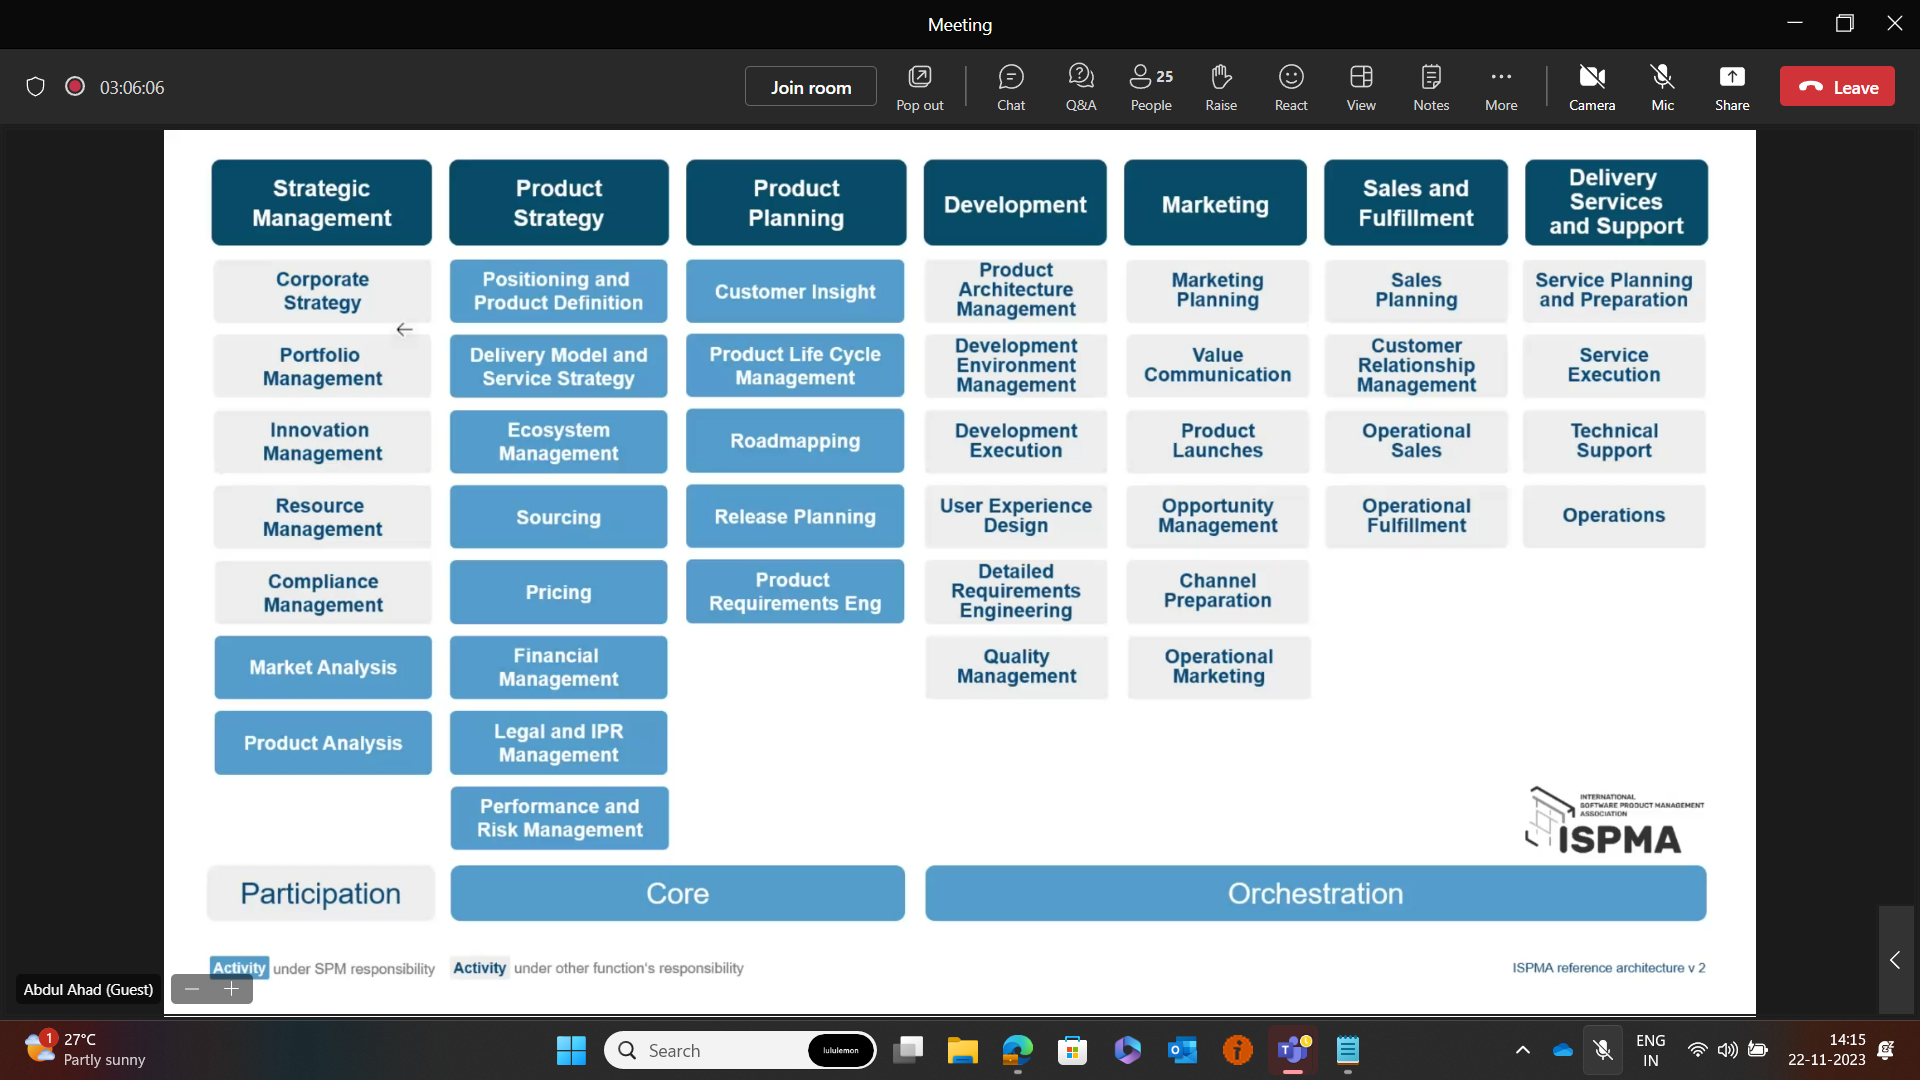 Meeting
03:06:06
Join room
Pop out
Chat
Q&A
25
People
Raise
React
View
Notes
More
Camera
Mic
Share
Leave
Strategic
Management
Product
Strategy
Product
Planning
Development
Marketing
Sales and
Fulfillment
Delivery
Services
and Support
Corporate
Strategy
Positioning and
Product Definition
Customer Insight
Product
Architecture
Management
Marketing
Planning
Sales
Planning
Service Planning
and Preparation
Portfolio
Management
Delivery Model and
Service Strategy
Product Life Cycle
Management
Development
Environment
Management
Value
Communication
Customer
Relationship
Management
Service
Execution
Innovation
Management
Ecosystem
Management
Roadmapping
Development
Execution
Product
Launches
Operational
Sales
Technical
Support
Resource
Management
Sourcing
Release Planning
User Experience
Design
Opportunity
Management
Operational
Fulfillment
Operations
Compliance
Management
Pricing
Product
Requirements Eng
Detailed
Requirements
Engineering
Channel
Preparation
Market Analysis
Financial
Management
Quality
Management
Operational
Marketing
Product Analysis
Legal and IPR
Management
Performance and
Risk Management
INTERNATIONAL
SOFTWARE PRODUCT MANAGEMENT
ASSOCIATION
ISPMA
Participation
Core
Orchestration
Activity under SPM responsibility
Activity under other function's responsibility
ISPMA reference architecture v 2
Abdul Ahad (Guest)
1
27°C
Partly sunny
Search
lululemon
ENG
IN
14:15
22-11-2023